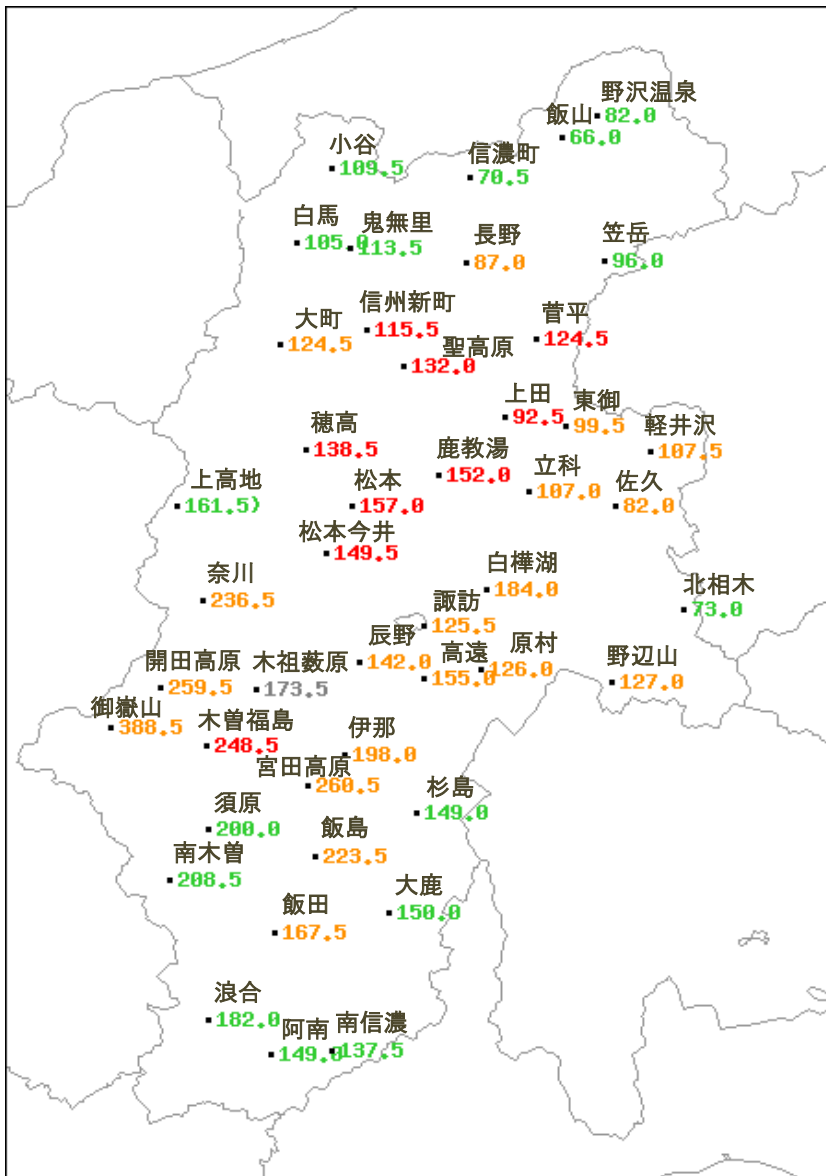 野沢温泉
82.0
飯山
66.0
小谷
109.5
信濃町
70.5
白馬
105.0
鬼無里
113.5
長野
87.0
笠岳
96.0
信州新町
115.5
大町
124.5
菅平
124.5
聖高原
132.0
上田
92.5
東御
99.5
穂高
138.5
軽井沢
107.5
鹿教湯
152.0
上高地
161.5)
松本
157.0
立科
107.0
佐久
82.0
松本今井
149.5
奈川
236.5
白樺湖
184.0
諏訪
125.5
北相木
73.0
辰野
142.0
高遠
155.0
原村
126.0
野辺山
127.0
開田高原
259.5
木祖薮原
173.5
御嶽山
388.5
木曽福島
248.5
伊那
198.0
宮田高原
260.5
杉島
149.0
須原
200.0
飯島
223.5
南木曽
208.5
大鹿
150.0
飯田
167.5
浪合
182.0
阿南
149.0
南信濃
137.5